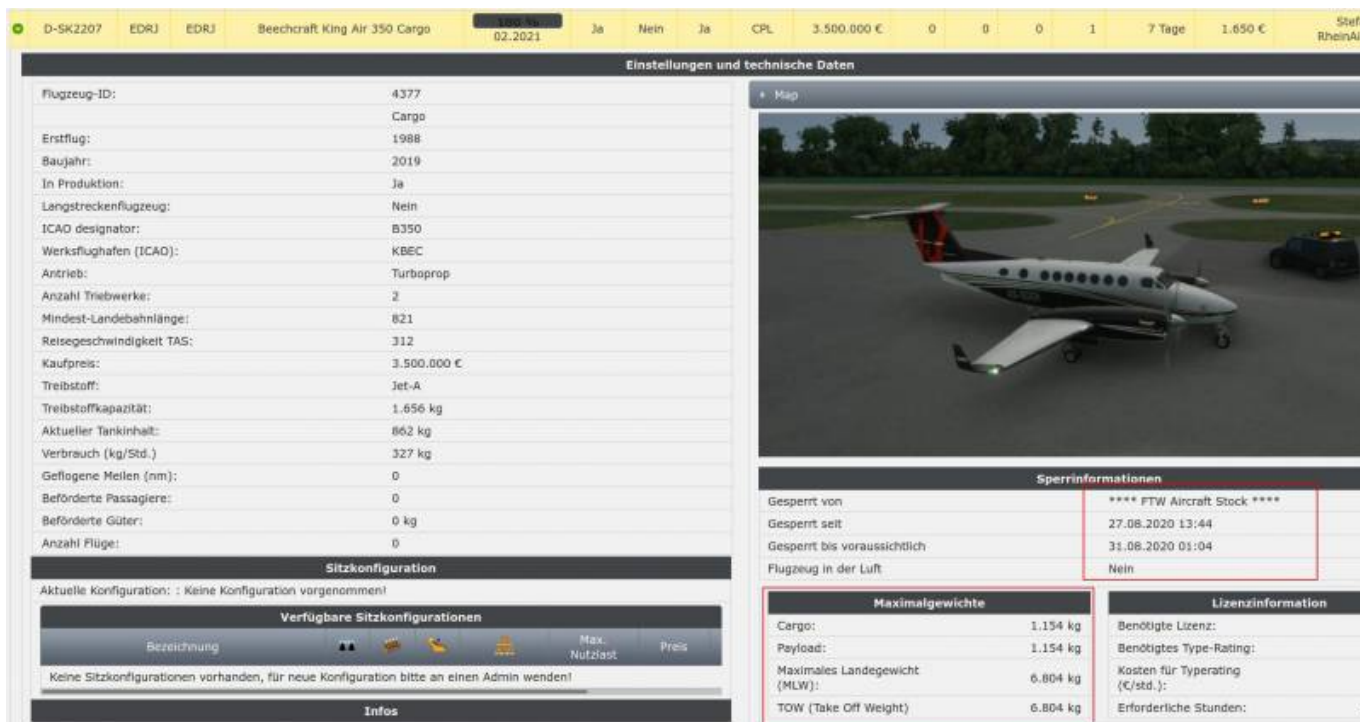 D-SK2207 EDRJ EDRJ Beechcraft King Air 350 Cargo 100 % 02.2021 Ja Nein Ja CPL 3.500.000 € 0 0 0 1 7 Tage 1.650 € Stef RheinAi
Einstellungen und technische Daten
Flugzeug-ID: 4377
Cargo
Erstflug: 1988
Baujahr: 2019
In Produktion: Ja
Langstreckenflugzeug: Nein
ICAO designator: B350
Werksflughafen (ICAO): KBEC
Antrieb: Turboprop
Anzahl Triebwerke: 2
Mindest-Landebahnlänge: 821
Reisegeschwindigkeit TAS: 312
Kaufpreis: 3.500.000 €
Treibstoff: Jet-A
Treibstoffkapazität: 1.656 kg
Aktueller Tankinhalt: 862 kg
Verbrauch (kg/Std.) 327 kg
Geflogene Meilen (nm): 0
Beförderte Passagiere: 0
Beförderte Güter: 0 kg
Anzahl Flüge: 0
Sitzkonfiguration
Aktuelle Konfiguration: : Keine Konfiguration vorgenommen!
Verfügbare Sitzkonfigurationen
Bezeichnung Max. Nutzlast Preis
Keine Sitzkonfigurationen vorhanden, für neue Konfiguration bitte an einen Admin wenden!
Infos
Map
Sperrinformationen
Gesperrt von **** FTW Aircraft Stock ****
Gesperrt seit 27.08.2020 13:44
Gesperrt bis voraussichtlich 31.08.2020 01:04
Flugzeug in der Luft Nein
Maximalgewichte
Cargo: 1.154 kg
Payload: 1.154 kg
Maximales Landegewicht (MLW): 6.804 kg
TOW (Take Off Weight) 6.804 kg
Lizenzinformation
Benötigte Lizenz:
Benötigtes Type-Rating:
Kosten für Typerating (€/std.):
Erforderliche Stunden: